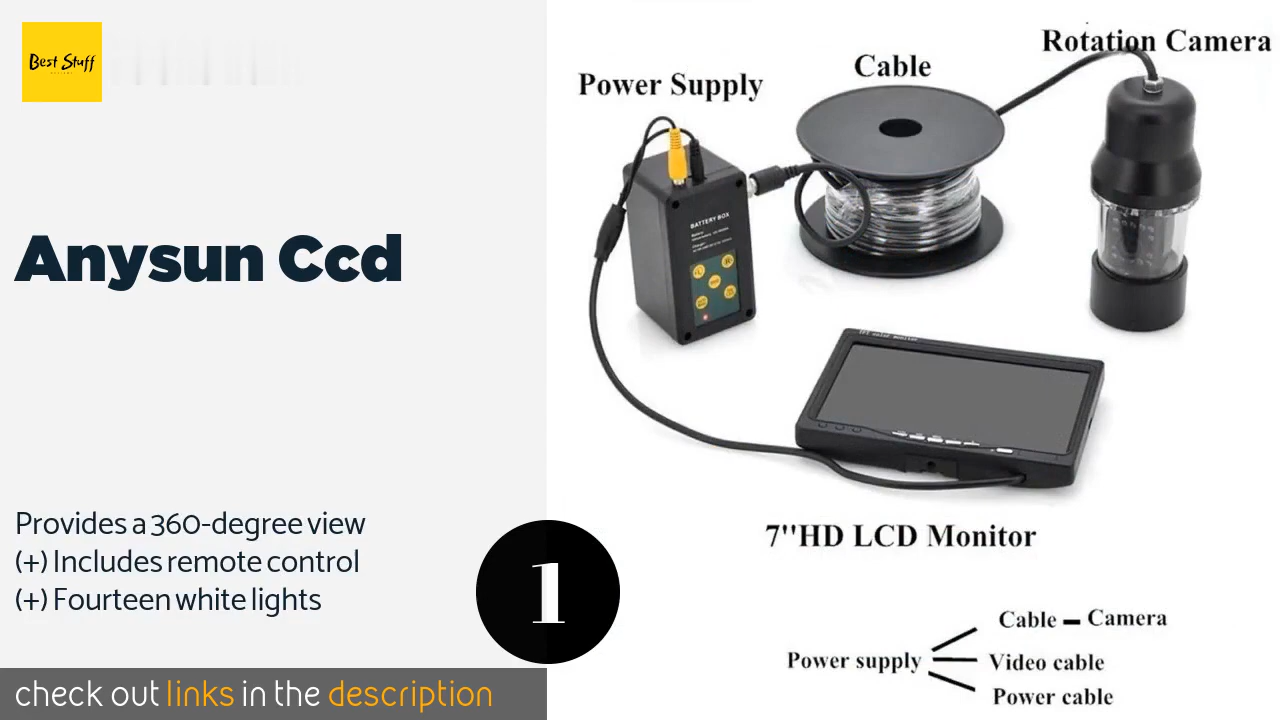 Best Stuff
Anysun Ccd
Provides a 360-degree view
(+) Includes remote control
(+) Fourteen white lights
check out links in the description
1
Power Supply
Cable
Rotation Camera
BATTERY BOX
7"HD LCD Monitor
Cable – Camera
Power supply
Video cable
Power cable